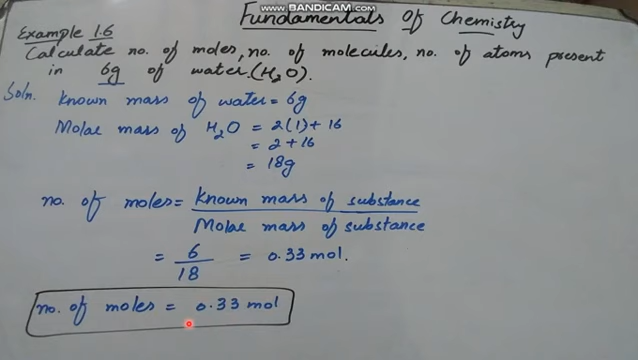 www.BANDICAM.com
Fundamentals Of Chemistry
Example 1.6
Calculate no. of moles, no. of molecules, no. of atoms present
in 6g of water.(H₂O).
Soln. Known mass of water = 6g
Molar mass of H₂O = 2(1) + 16
= 2 + 16
= 18g
no. of moles = Known mass of substance
Molar mass of substance
= 6/18 = 0.33 mol.
no. of moles = 0.33 mol